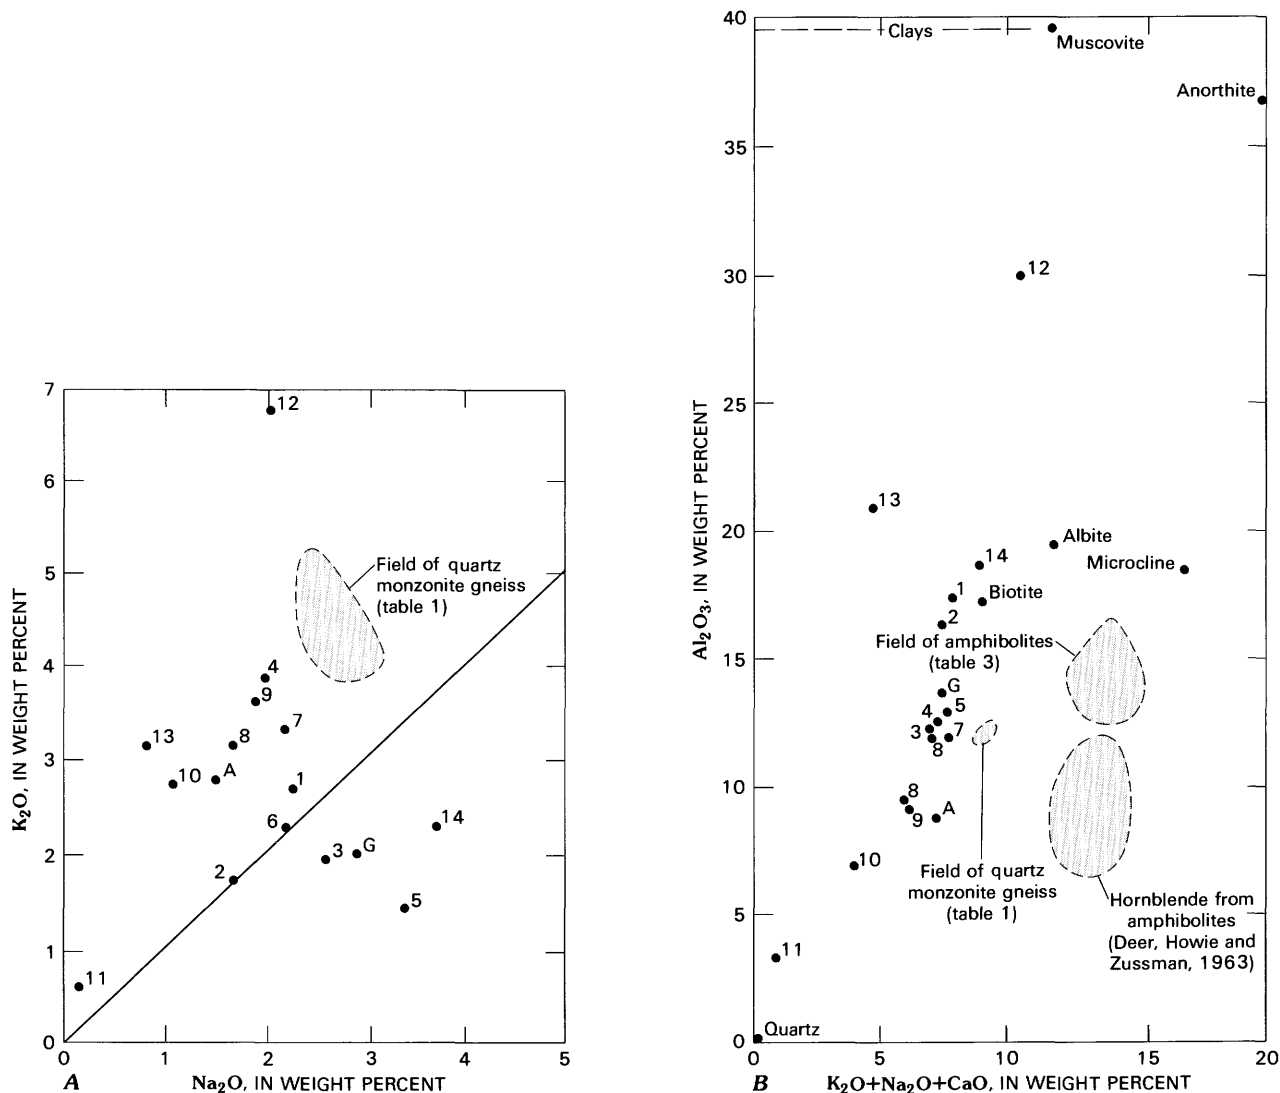 7
6
5
4
3
2
1
0
K₂O, IN WEIGHT PERCENT
12
Field of quartz
monzonite gneiss
(table 1)
4
9
7
13
8
10
A
1
6
14
3
G
2
5
11
0
1
2
3
4
5
A
Na₂O, IN WEIGHT PERCENT
40
35
30
25
20
15
10
5
0
Al₂O₃, IN WEIGHT PERCENT
Clays
Muscovite
Anorthite
12
13
Albite
14
Microcline
1
Biotite
2
Field of amphibolites
(table 3)
G
5
4
3
7
8
8
A
9
10
Field of quartz
monzonite gneiss
(table 1)
Hornblende from
amphibolites
(Deer, Howie and
Zussman, 1963)
11
Quartz
0
5
10
15
20
B
K₂O+Na₂O+CaO, IN WEIGHT PERCENT